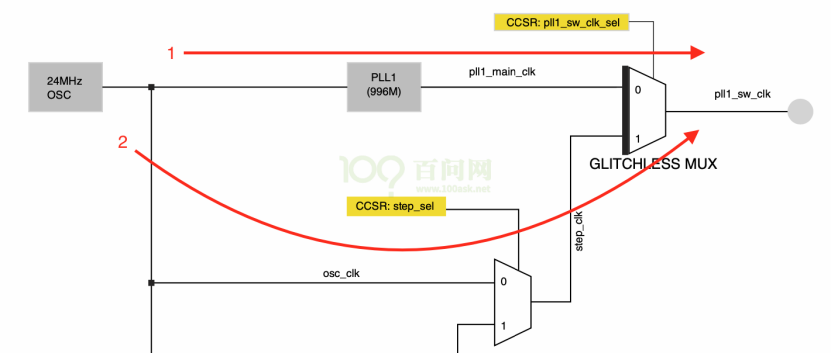 CCSR: pll1_sw_clk_sel
1
24MHz
OSC
PLL1
(996M)
pll1_main_clk
0
pll1_sw_clk
1
2
GLITCHLESS MUX
100 百问网
www.100ask.net
CCSR: step_sel
step_clk
osc_clk
0
1